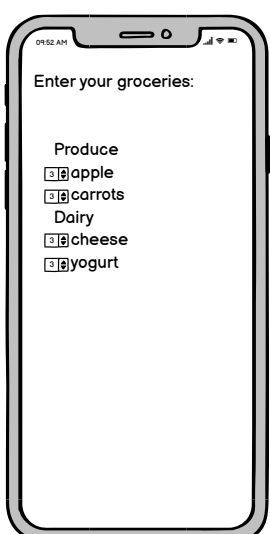 09:52 AM
Enter your groceries:
Produce
3 apple
3 carrots
Dairy
3 cheese
3 yogurt